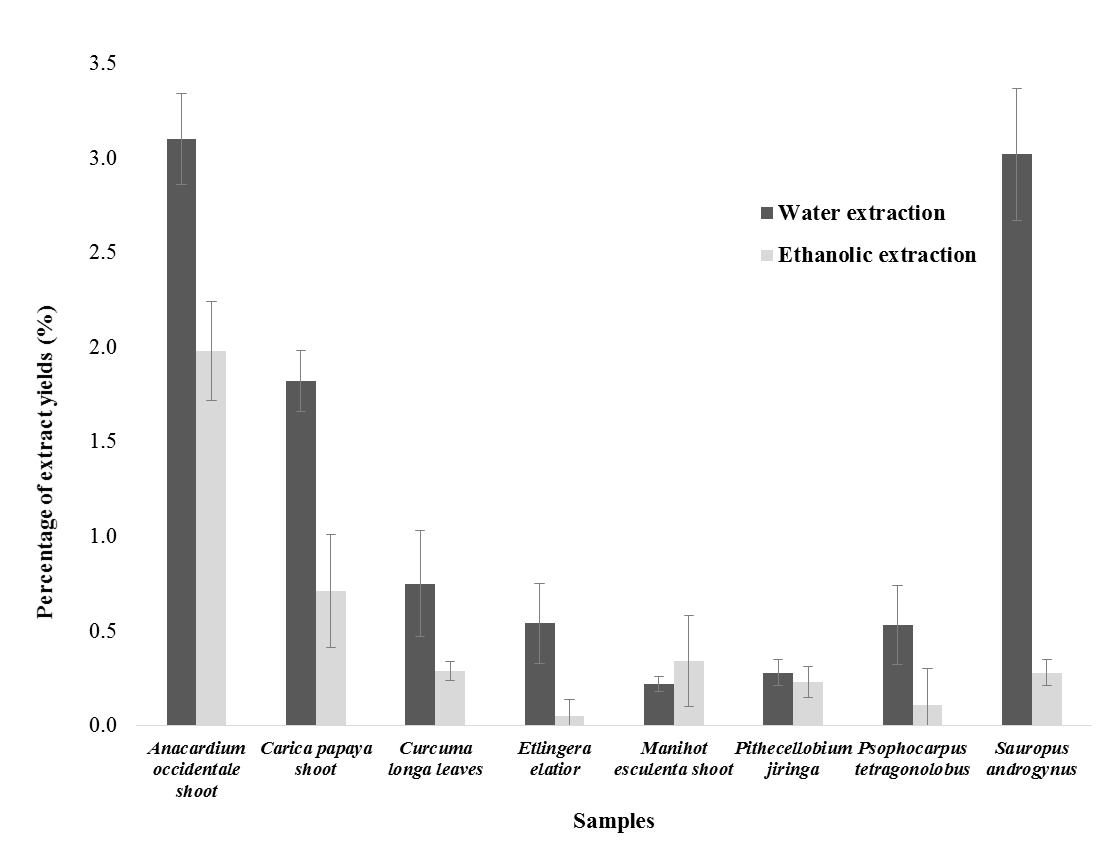 3.5
3.0
2.5
2.0
1.5
1.0
0.5
0.0
Percentage of extract yields (%)
Water extraction
Ethanolic extraction
Anacardium
occidentale
shoot
Carica papaya
shoot
Curcuma
longa leaves
Etlingera
elatior
Manihot
esculenta shoot
Pithecellobium
jiringa
Psophocarpus
tetragonolobus
Sauropus
androgynus
Samples